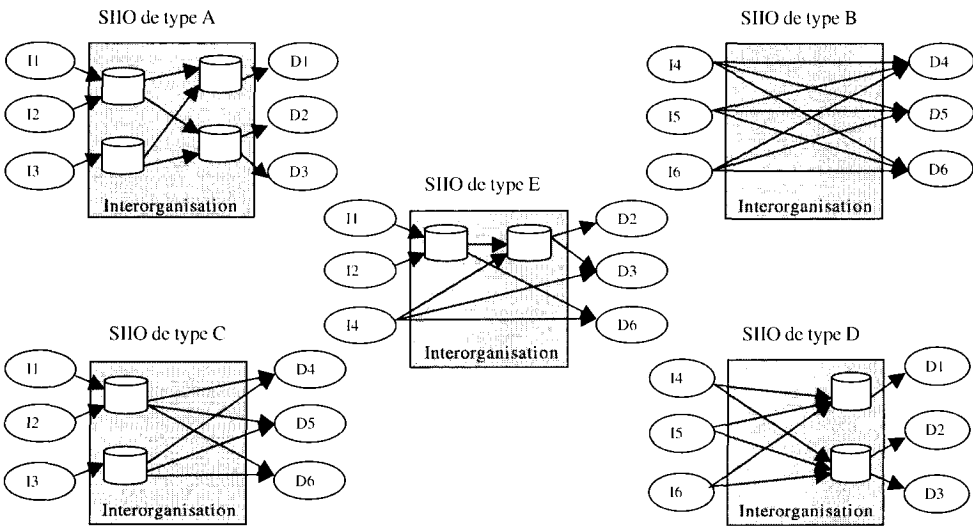 SIIO de type A
I1
I2
I3
D1
D2
D3
Interorganisation
SIIO de type B
I4
I5
I6
D4
D5
D6
Interorganisation
SIIO de type E
I1
I2
I4
D2
D3
D6
Interorganisation
SIIO de type C
I1
I2
I3
D4
D5
D6
Interorganisation
SIIO de type D
I4
I5
I6
D1
D2
D3
Interorganisation